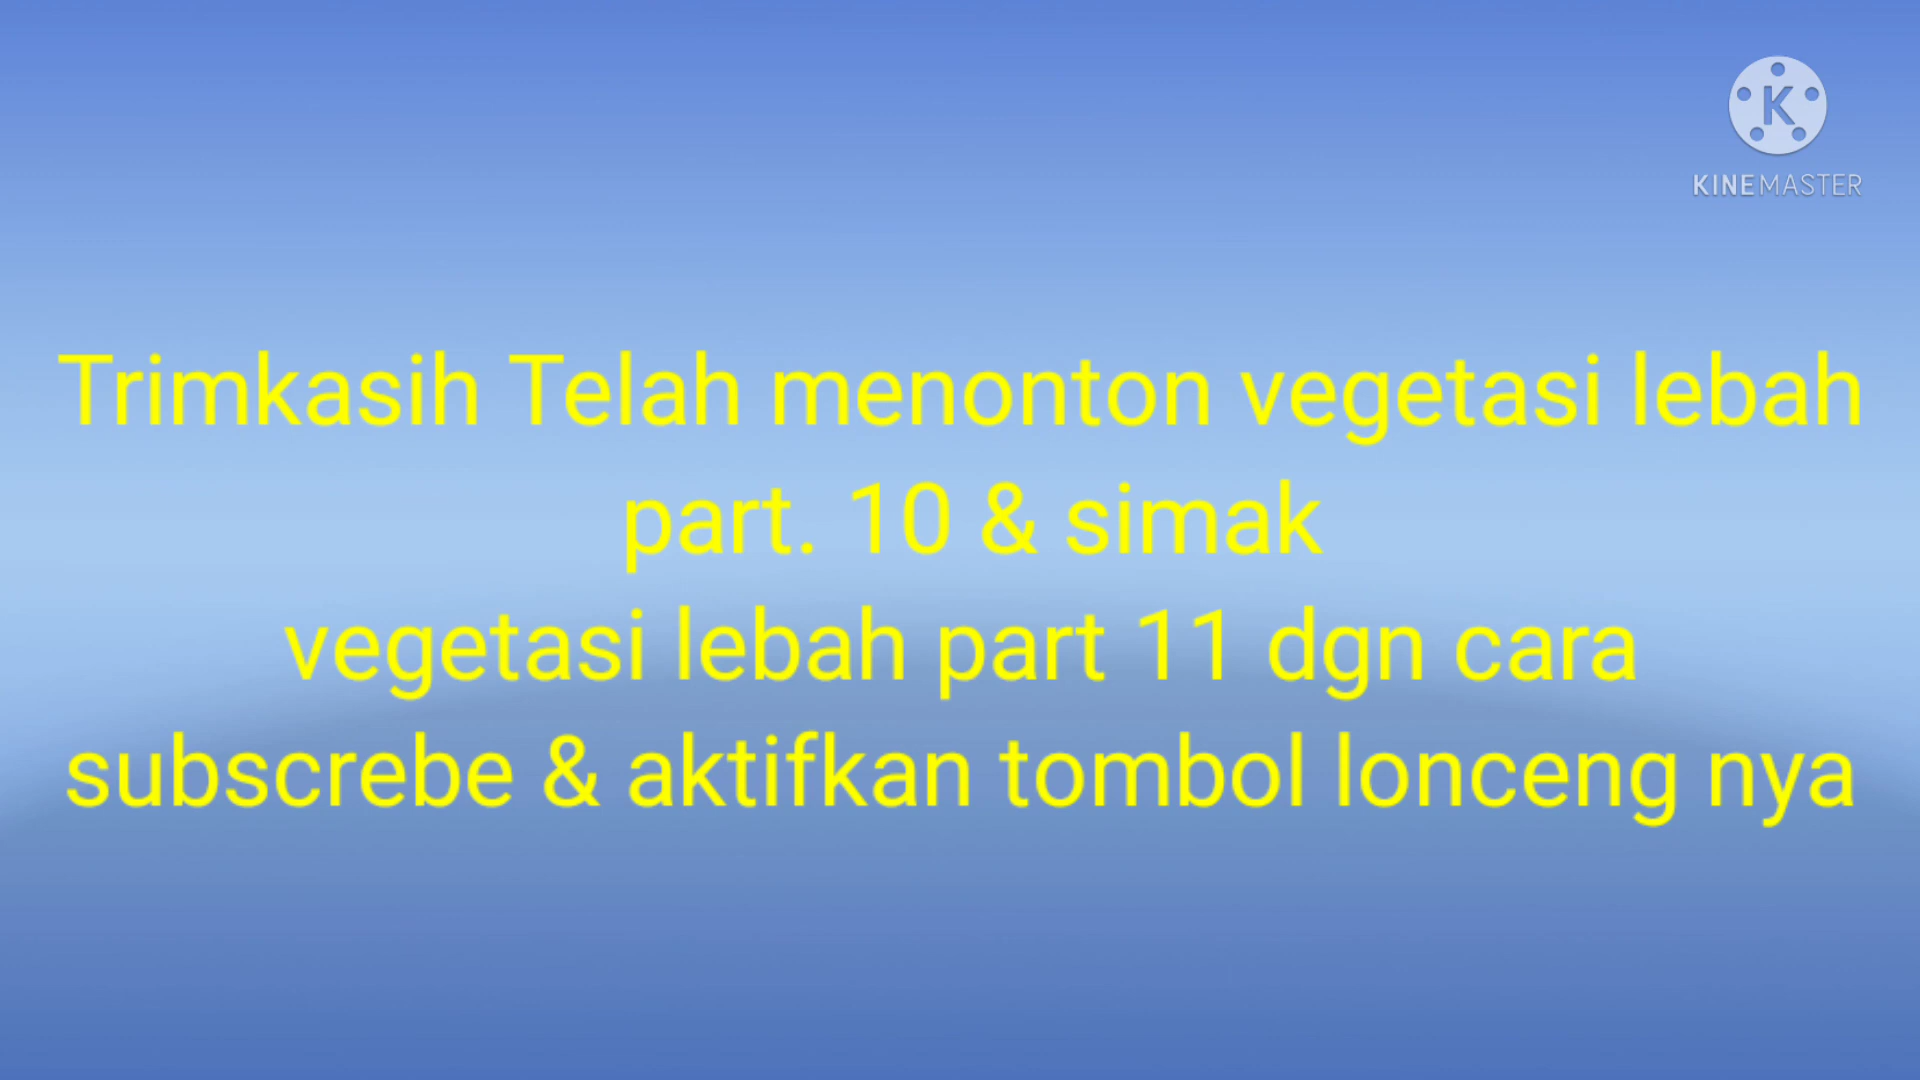 K
KINEMASTER
Trimkasih Telah menonton vegetasi lebah
part. 10 & simak
vegetasi lebah part 11 dgn cara
subscrebe & aktifkan tombol lonceng nya